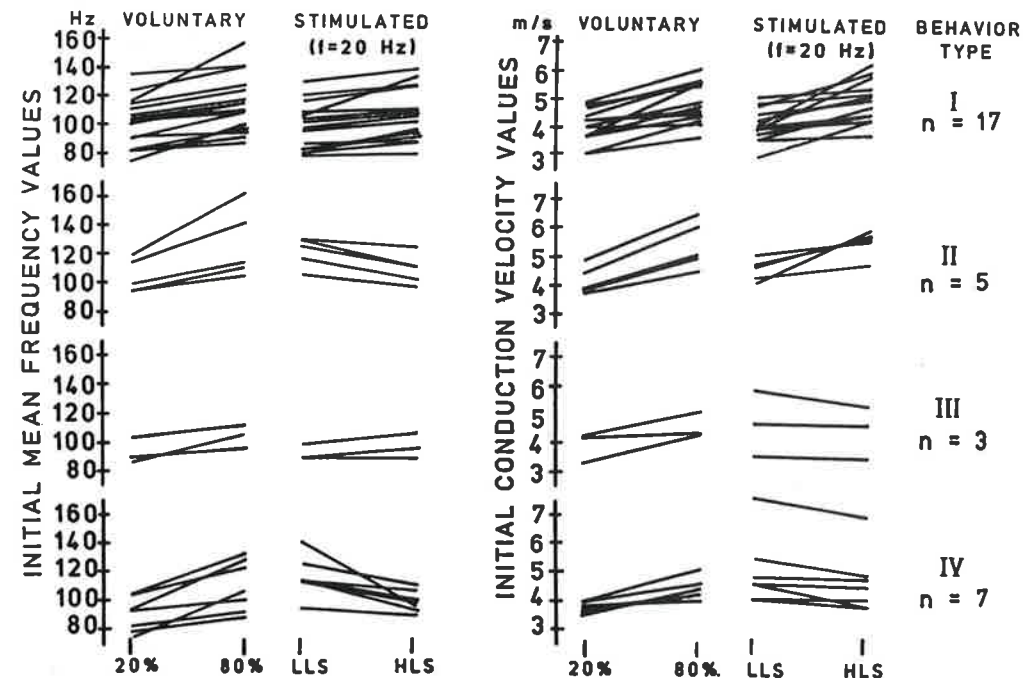 Hz VOLUNTARY STIMULATED (f=20 Hz)
m/s VOLUNTARY STIMULATED (f=20 Hz) BEHAVIOR TYPE
INITIAL MEAN FREQUENCY VALUES
INITIAL CONDUCTION VELOCITY VALUES
160
140
120
100
80
7
6
5
4
3
I
n = 17
160
140
120
100
80
7
6
5
4
3
II
n = 5
160
140
120
100
80
7
6
5
4
3
III
n = 3
160
140
120
100
80
7
6
5
4
3
IV
n = 7
20% 80% LLS HLS
20% 80%. LLS HLS